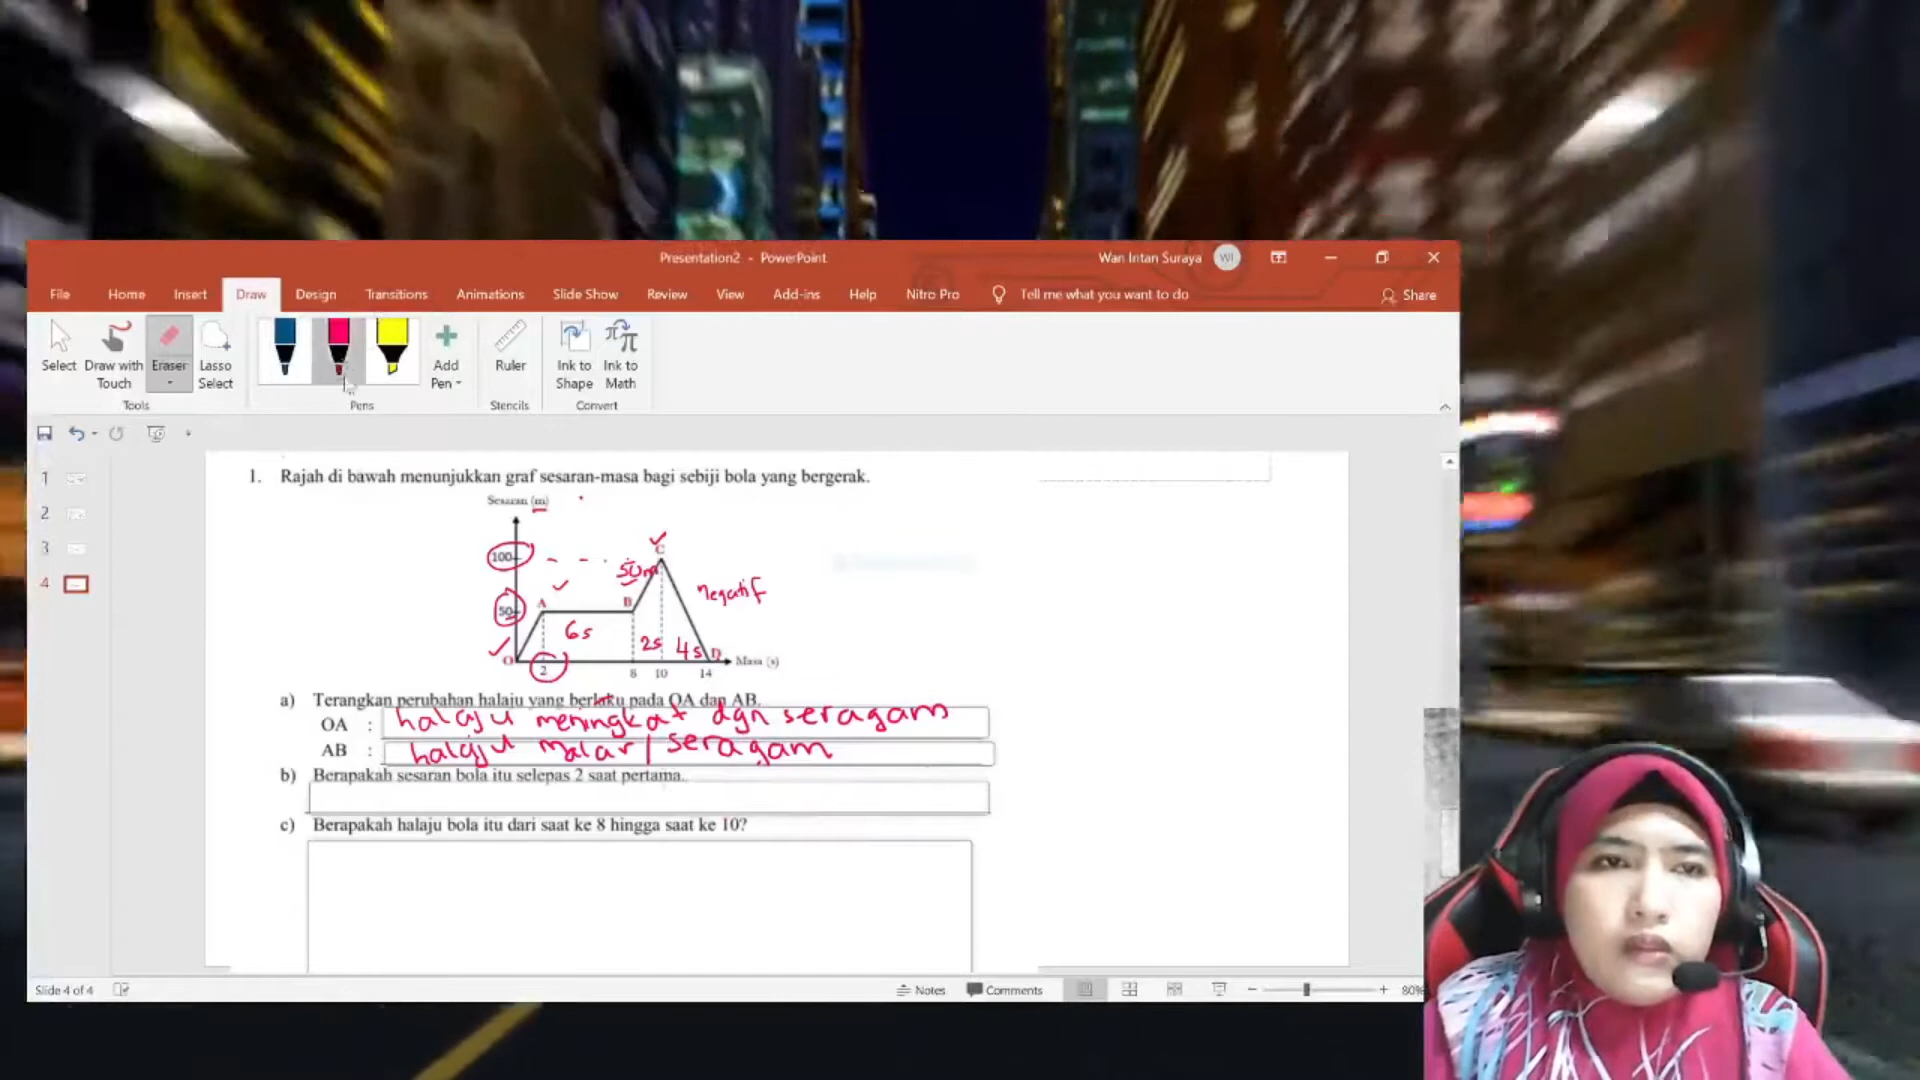 Presentation2 - PowerPoint
Wan Intan Suraya WI
File Home Insert Draw Design Transitions Animations Slide Show Review View Add-ins Help Nitro Pro Tell me what you want to do Share
Select Draw with Touch Eraser Lasso Select Add Pen Ruler Ink to Shape Ink to Math
Tools Pens Stencils Convert
1
2
3
4
1. Rajah di bawah menunjukkan graf sesaran-masa bagi sebiji bola yang bergerak.
Sesaran (m)
100
C
50m
negatif
50
A
B
6s
2s
4s
O
D
Masa (s)
2
8
10
14
a) Terangkan perubahan halaju yang berlaku pada OA dan AB.
OA : halaju meningkat dgn seragam
AB : halaju malar / seragam
b) Berapakah sesaran bola itu selepas 2 saat pertama.
c) Berapakah halaju bola itu dari saat ke 8 hingga saat ke 10?
Slide 4 of 4
Notes Comments
80%